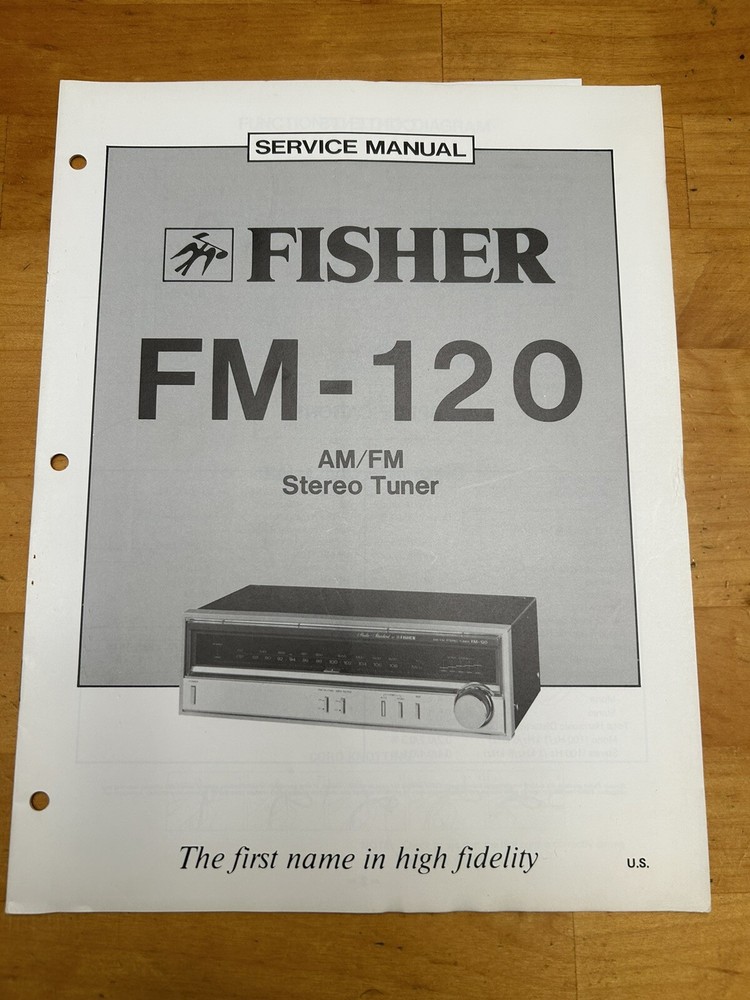 SERVICE MANUAL
FISHER
FM-120
AM/FM
Stereo Tuner
The first name in high fidelity
U.S.